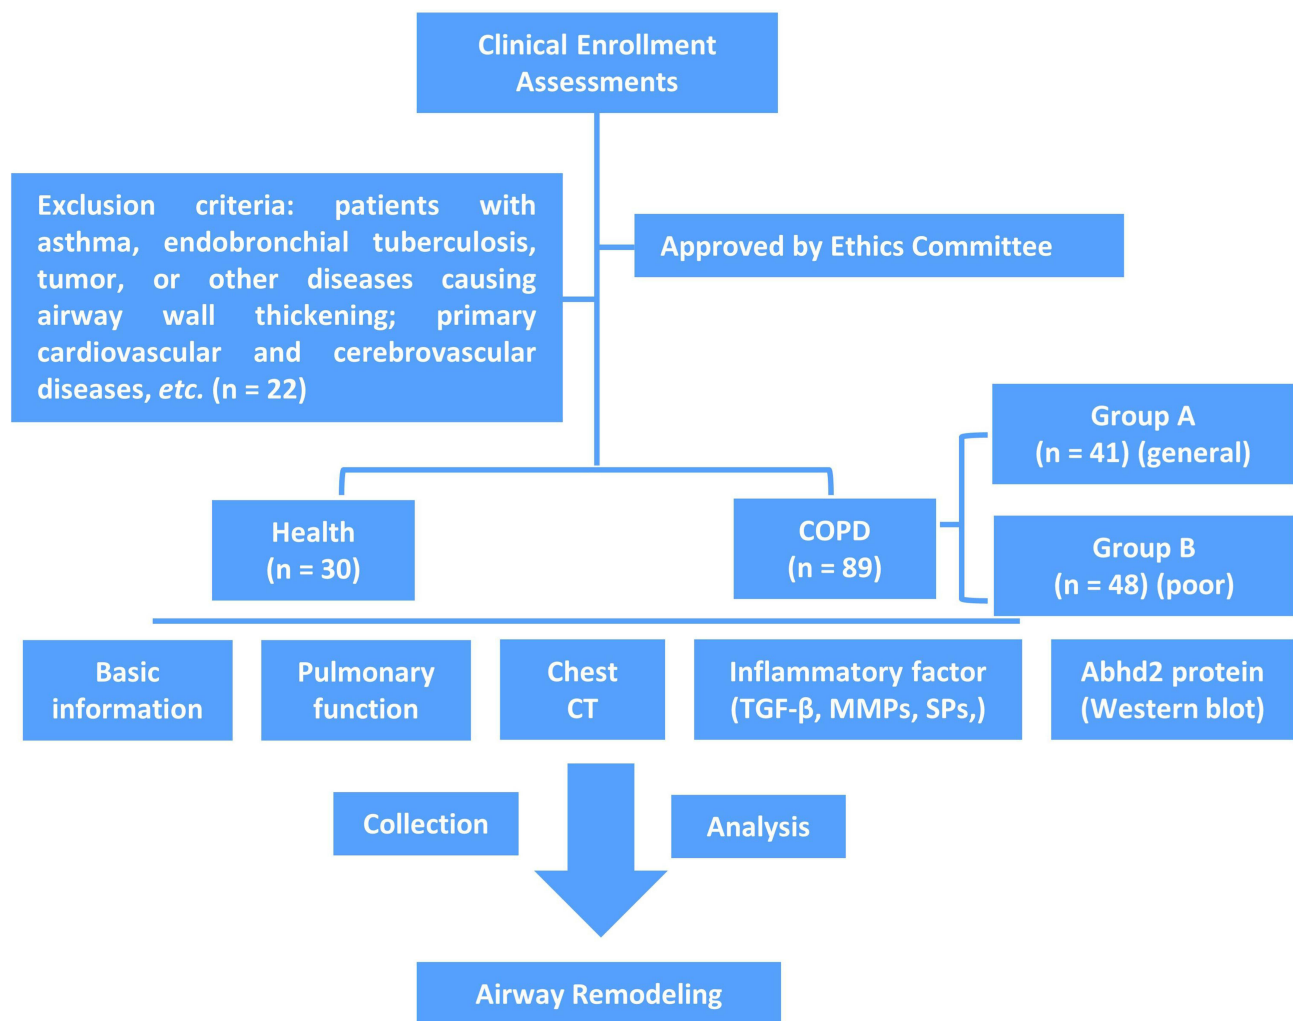 Clinical Enrollment
Assessments
Exclusion criteria: patients with
asthma, endobronchial tuberculosis,
tumor, or other diseases causing
airway wall thickening; primary
cardiovascular and cerebrovascular
diseases, etc. (n = 22)
Approved by Ethics Committee
Group A
(n = 41) (general)
Health
(n = 30)
COPD
(n = 89)
Group B
(n = 48) (poor)
Basic
information
Pulmonary
function
Chest
CT
Inflammatory factor
(TGF-β, MMPs, SPs,)
Abhd2 protein
(Western blot)
Collection
Analysis
Airway Remodeling